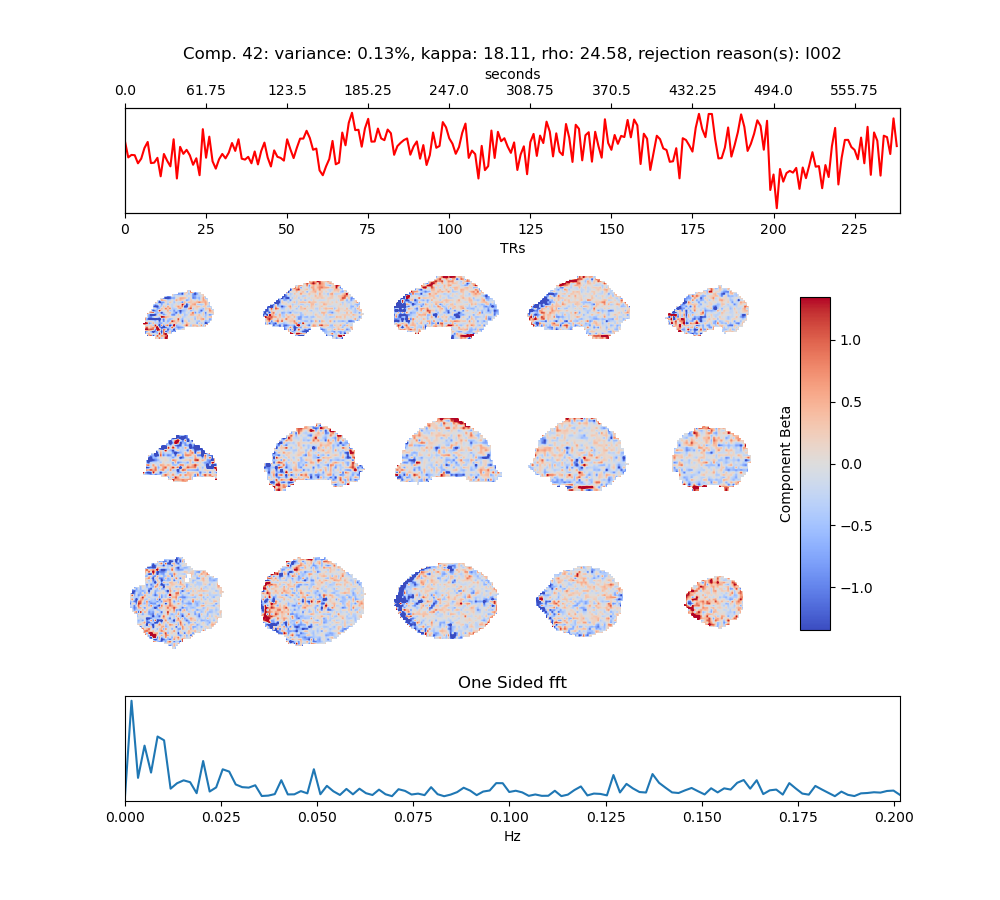 Comp. 42: variance: 0.13%, kappa: 18.11, rho: 24.58, rejection reason(s): I002
seconds
0.0 61.75 123.5 185.25 247.0 308.75 370.5 432.25 494.0 555.75
0 25 50 75 100 125 150 175 200 225
TRs
1.0
0.5
0.0
−0.5
−1.0
Component Beta
One Sided fft
0.000 0.025 0.050 0.075 0.100 0.125 0.150 0.175 0.200
Hz